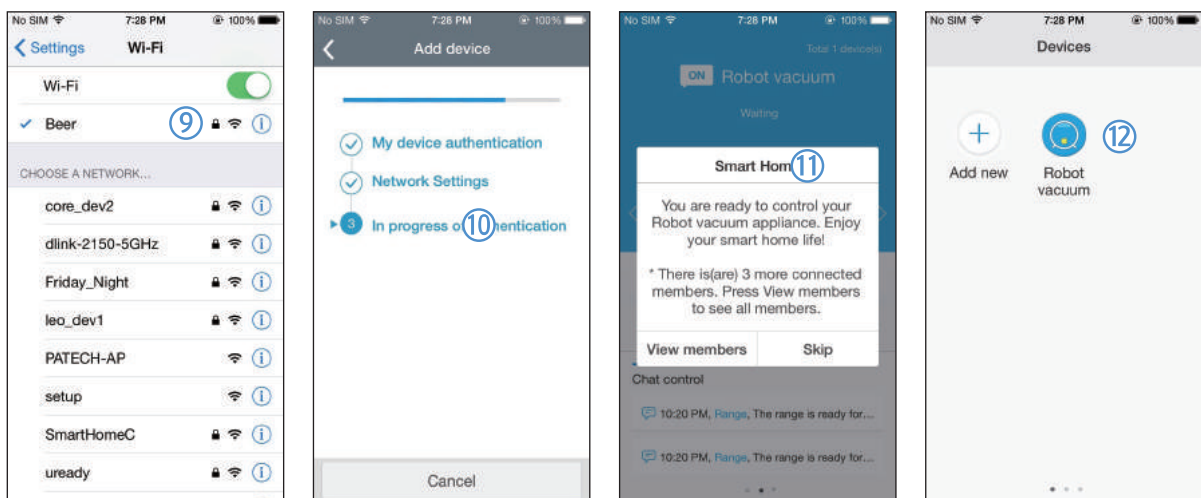 No SIM 7:28 PM 100%
Settings Wi-Fi
Wi-Fi
Beer ⑨
CHOOSE A NETWORK...
core_dev2
dlink-2150-5GHz
Friday_Night
leo_dev1
PATECH-AP
setup
SmartHomeC
uready
No SIM 7:28 PM 100%
Add device
My device authentication
Network Settings
3 In progress of ⑩hentication
Cancel
No SIM 7:28 PM 100%
Total 1 device(s)
ON Robot vacuum
Waiting
Smart Hom⑪
You are ready to control your
Robot vacuum appliance. Enjoy
your smart home life!
* There is(are) 3 more connected
members. Press View members
to see all members.
View members Skip
Chat control
10:20 PM, Range, The range is ready for...
10:20 PM, Range, The range is ready for...
No SIM 7:28 PM 100%
Devices
⑫
Add new Robot
vacuum